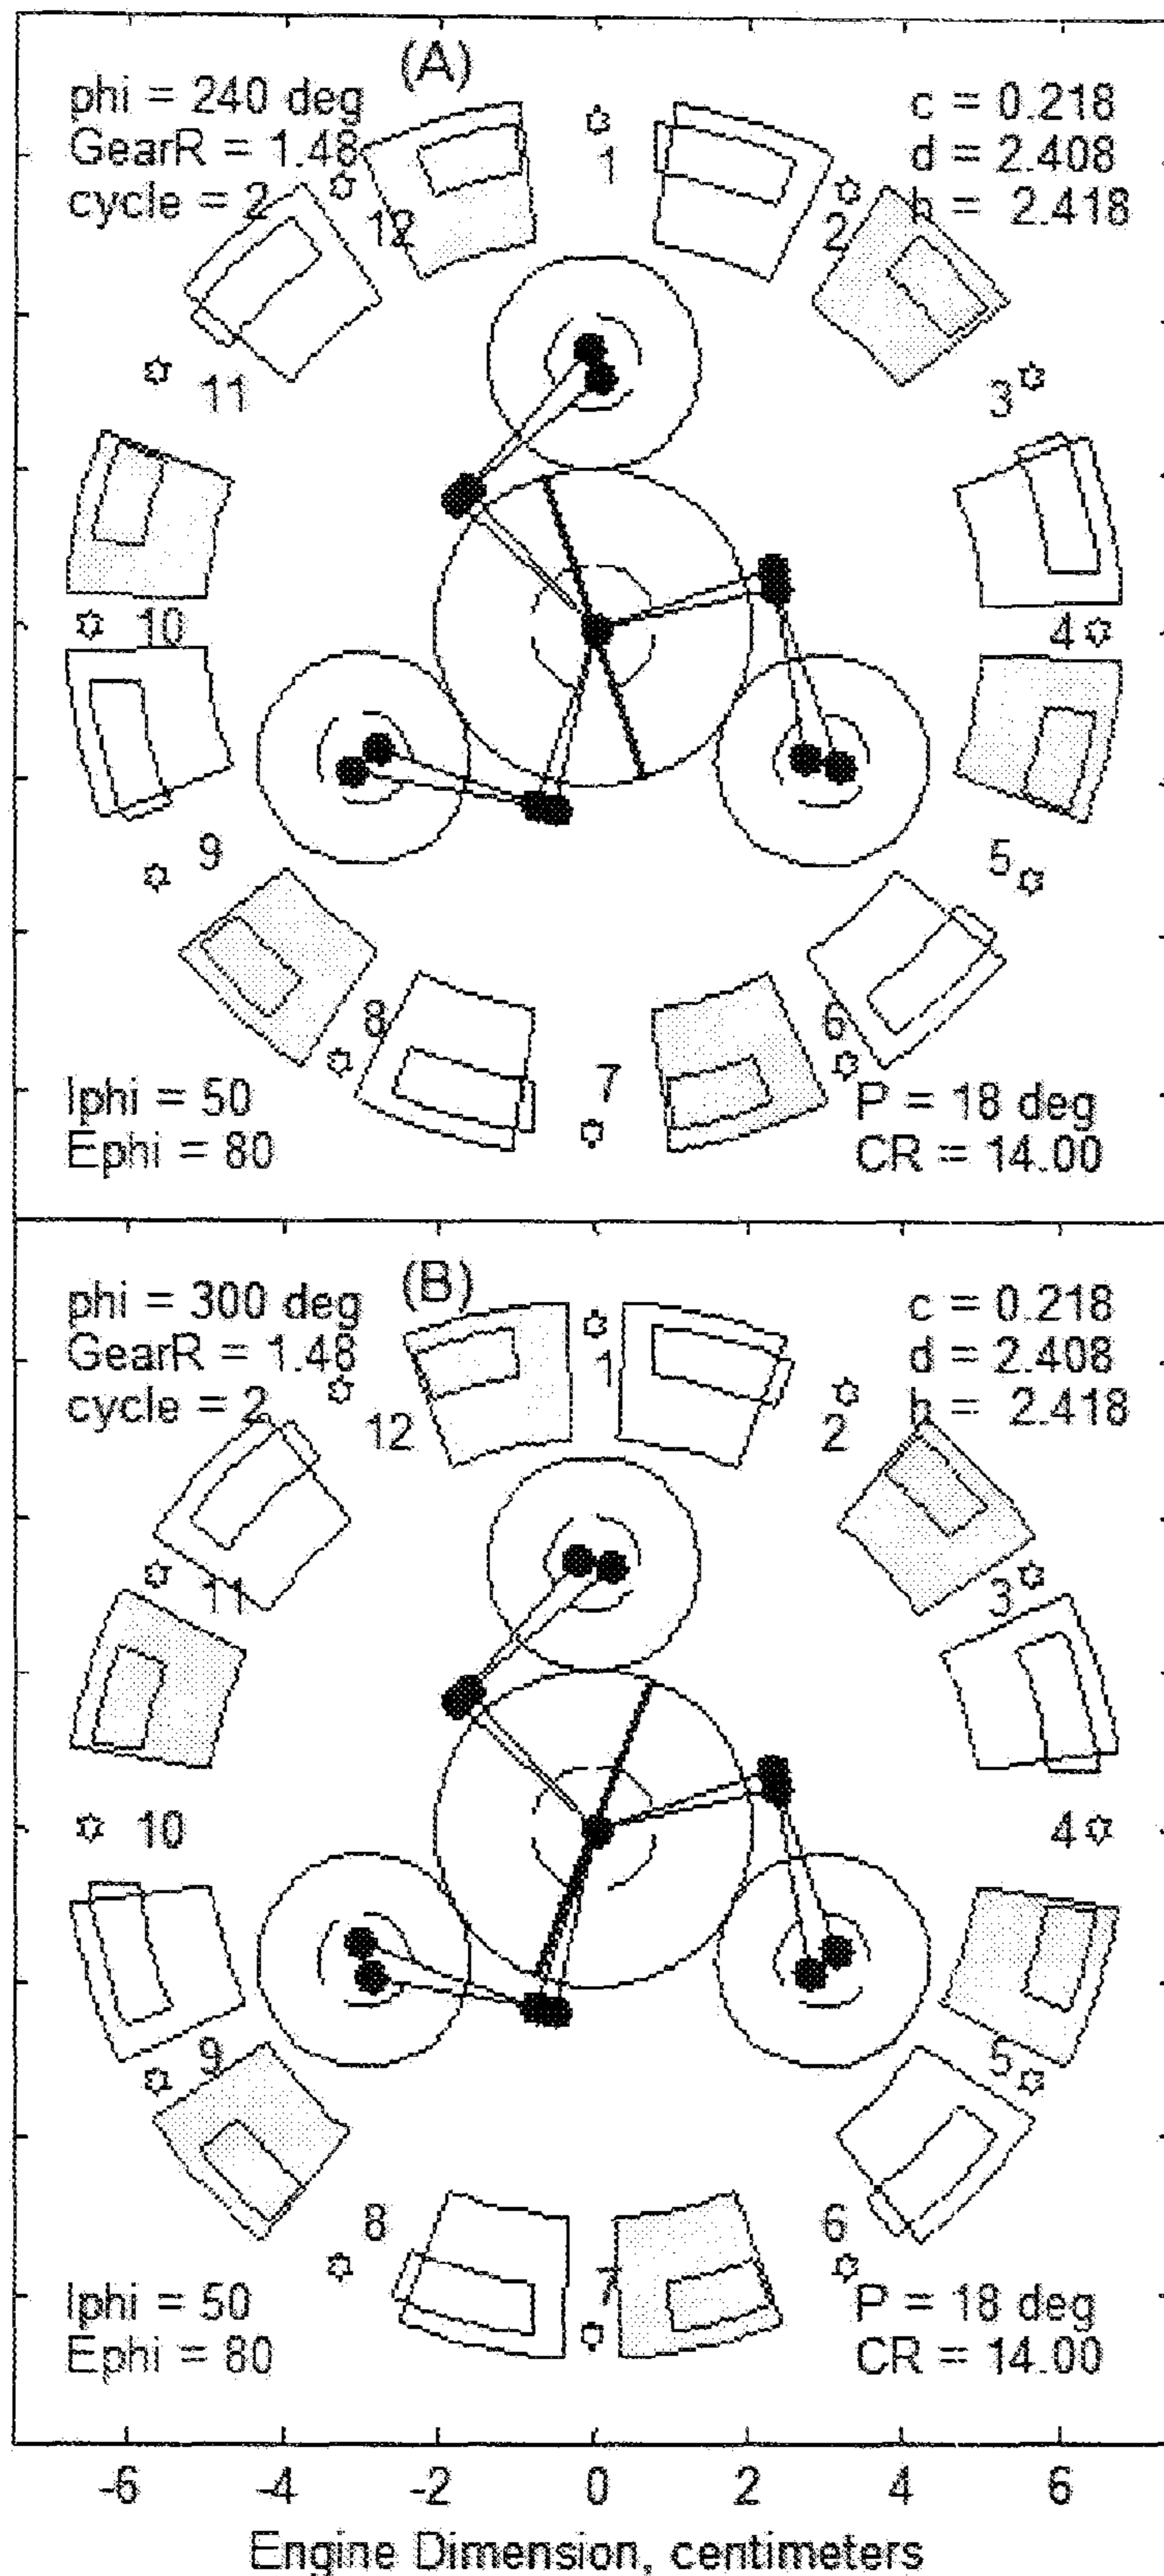 (A)
phi = 240 deg
GearR = 1.48
cycle = 2
c = 0.218
d = 2.408
h = 2.418
1
2
3
4
5
6
7
8
9
10
11
12
Iphi = 50
Ephi = 80
P = 18 deg
CR = 14.00
(B)
phi = 300 deg
GearR = 1.48
cycle = 2
c = 0.218
d = 2.408
h = 2.418
1
2
3
4
5
6
7
8
9
10
11
12
Iphi = 50
Ephi = 80
P = 18 deg
CR = 14.00
-6 -4 -2 0 2 4 6
Engine Dimension, centimeters